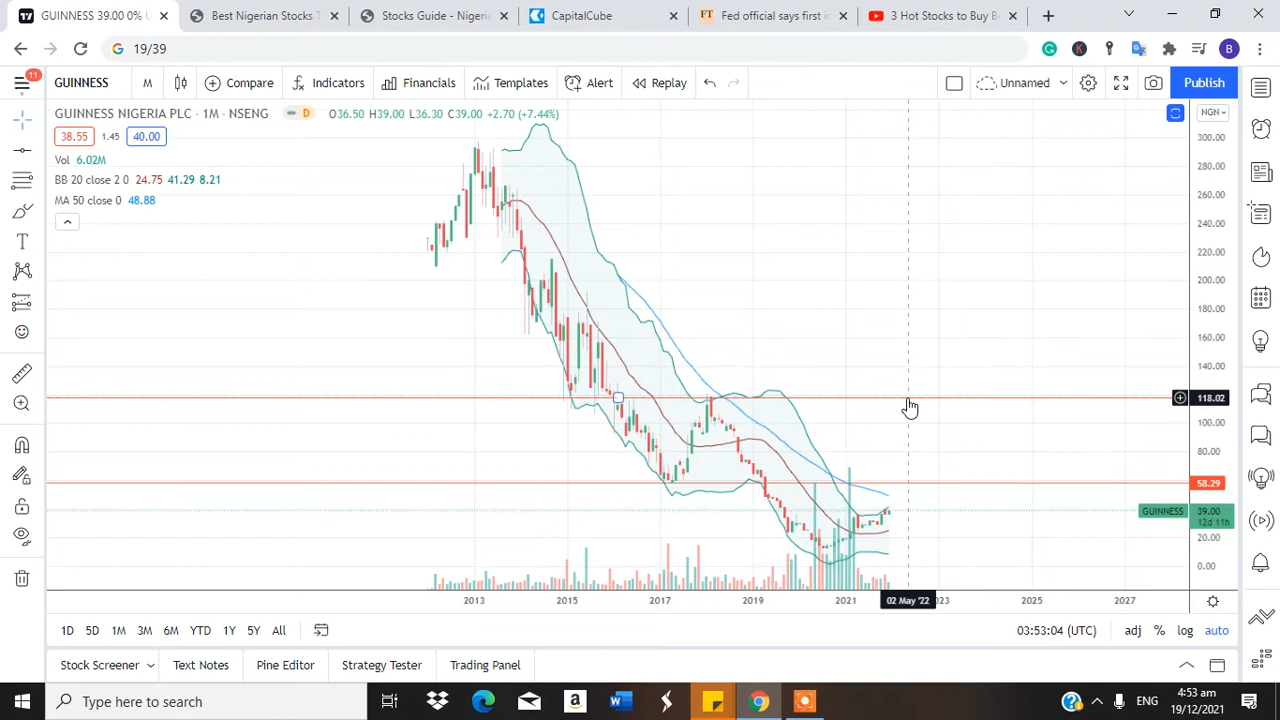 GUINNESS 39.00 0.00% U
Best Nigerian Stocks T
Stocks Guide - Nigeria
CapitalCube
FT Fed official says first i
3 Hot Stocks to Buy B
G 19/39
B
11
GUINNESS M Compare Indicators Financials Templates Alert Replay Unnamed Publish
GUINNESS NIGERIA PLC · 1M · NSENG D O36.50 H39.00 L36.30 C39.00 +2.70 (+7.44%)
NGN
38.55 1.45 40.00
Vol 6.02M
BB 20 close 2 0 24.75 41.29 8.21
MA 50 close 0 48.88
300.00
280.00
260.00
240.00
220.00
200.00
180.00
160.00
140.00
118.02
100.00
80.00
58.29
GUINNESS 39.00
12d 11h
20.00
0.00
2013 2015 2017 2019 2021 02 May '22 2025 2027
1D 5D 1M 3M 6M YTD 1Y 5Y All 03:53:04 (UTC) adj % log auto
Stock Screener Text Notes Pine Editor Strategy Tester Trading Panel
Type here to search
ENG
4:53 am
19/12/2021